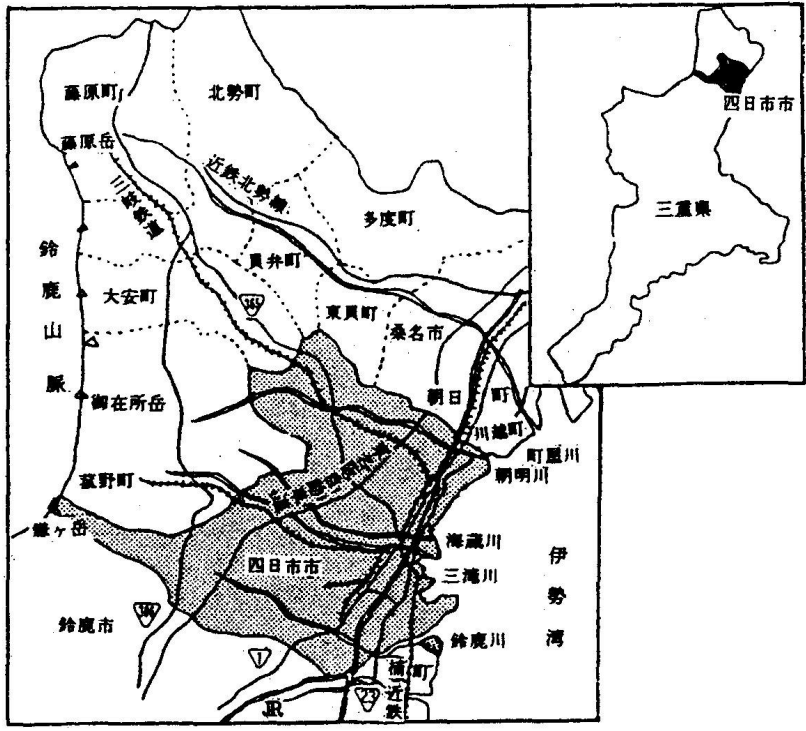 藤原町
北勢町
藤原岳
近鉄北勢線
三岐鉄道
多度町
鈴鹿山脈
員弁町
大安町
365
東員町
桑名市
御在所岳
朝日町
川越町
町屋川
朝明川
菰野町
鎌ヶ岳
海蔵川
四日市市
三滝川
伊勢湾
鈴鹿市
鈴鹿川
1
楠町
23
近鉄
JR
四日市市
三重県